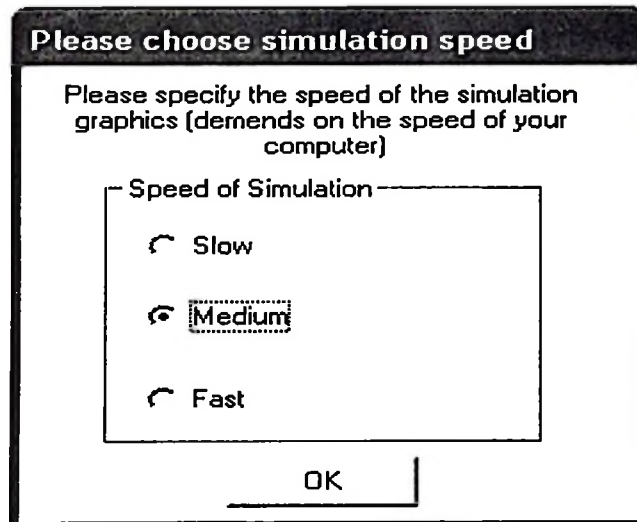 Please choose simulation speed
Please specify the speed of the simulation
graphics (demends on the speed of your
computer)
Speed of Simulation
Slow
Medium
Fast
OK